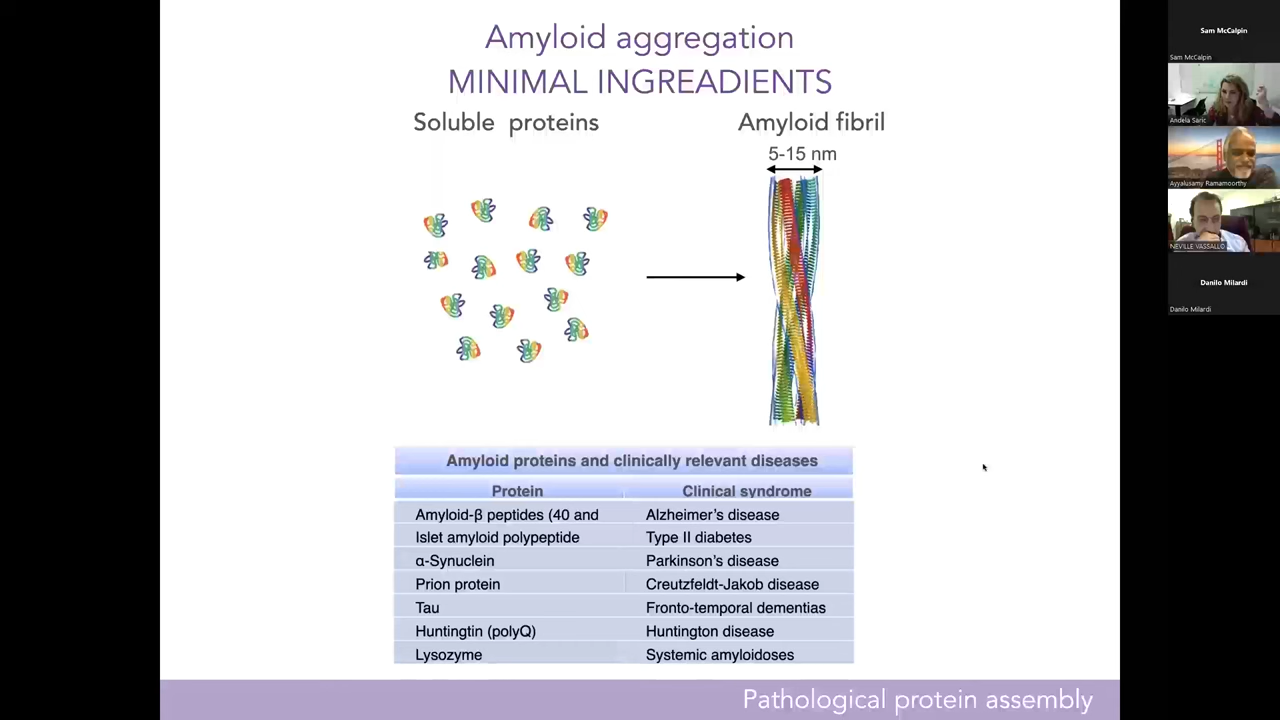 Amyloid aggregation
MINIMAL INGREADIENTS
Soluble proteins
Amyloid fibril
5-15 nm
Amyloid proteins and clinically relevant diseases
Protein Clinical syndrome
Amyloid-β peptides (40 and Alzheimer's disease
Islet amyloid polypeptide Type II diabetes
α-Synuclein Parkinson's disease
Prion protein Creutzfeldt-Jakob disease
Tau Fronto-temporal dementias
Huntingtin (polyQ) Huntington disease
Lysozyme Systemic amyloidoses
Pathological protein assembly
Sam McCalpin
Sam McCalpin
Andela Saric
Ayyalusamy Ramamoorthy
NEVILLE VASSALLO
Danilo Milardi
Danilo Milardi